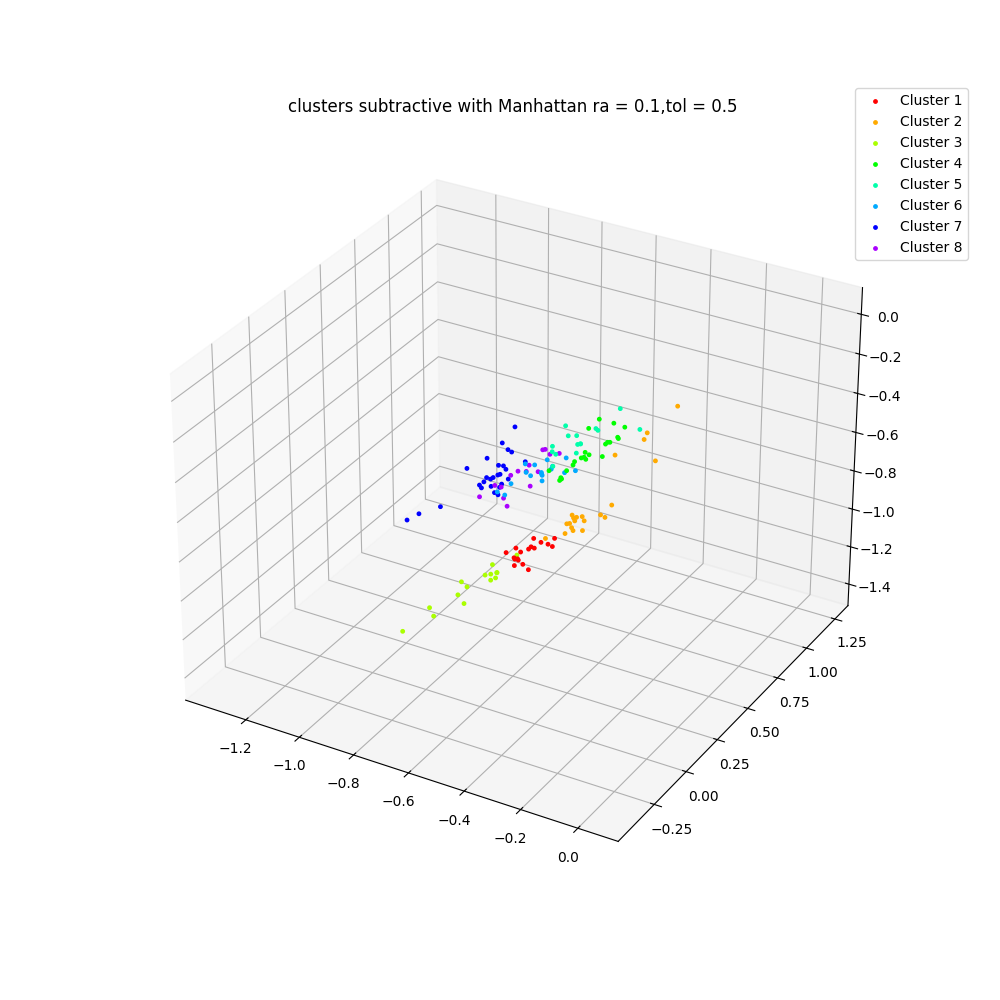 clusters subtractive with Manhattan ra = 0.1,tol = 0.5
Cluster 1
Cluster 2
Cluster 3
Cluster 4
Cluster 5
Cluster 6
Cluster 7
Cluster 8
0.0
−0.2
−0.4
−0.6
−0.8
−1.0
−1.2
−1.4
1.25
1.00
0.75
0.50
0.25
0.00
−0.25
−1.2
−1.0
−0.8
−0.6
−0.4
−0.2
0.0